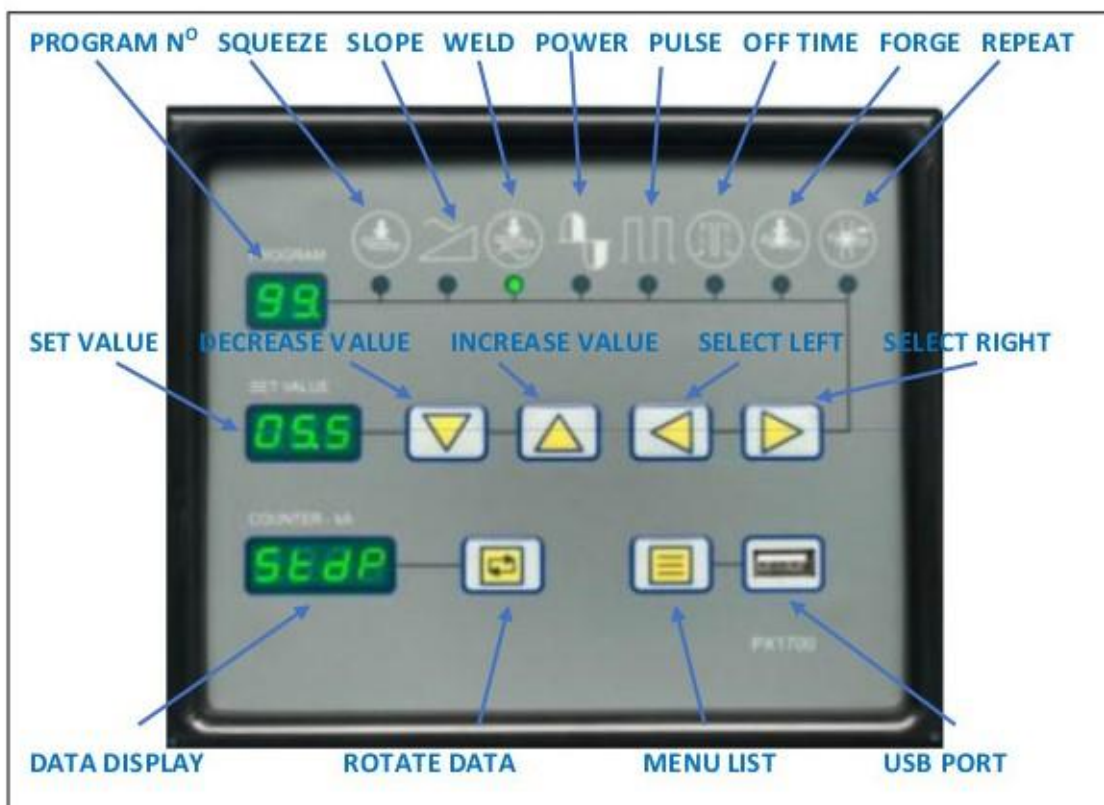 PROGRAM Nº SQUEEZE SLOPE WELD POWER PULSE OFF TIME FORGE REPEAT
PROGRAM
99.
SET VALUE DECREASE VALUE INCREASE VALUE SELECT LEFT SELECT RIGHT
SET VALUE
05.5
COUNTER - kA
StdP
PX1700
DATA DISPLAY ROTATE DATA MENU LIST USB PORT